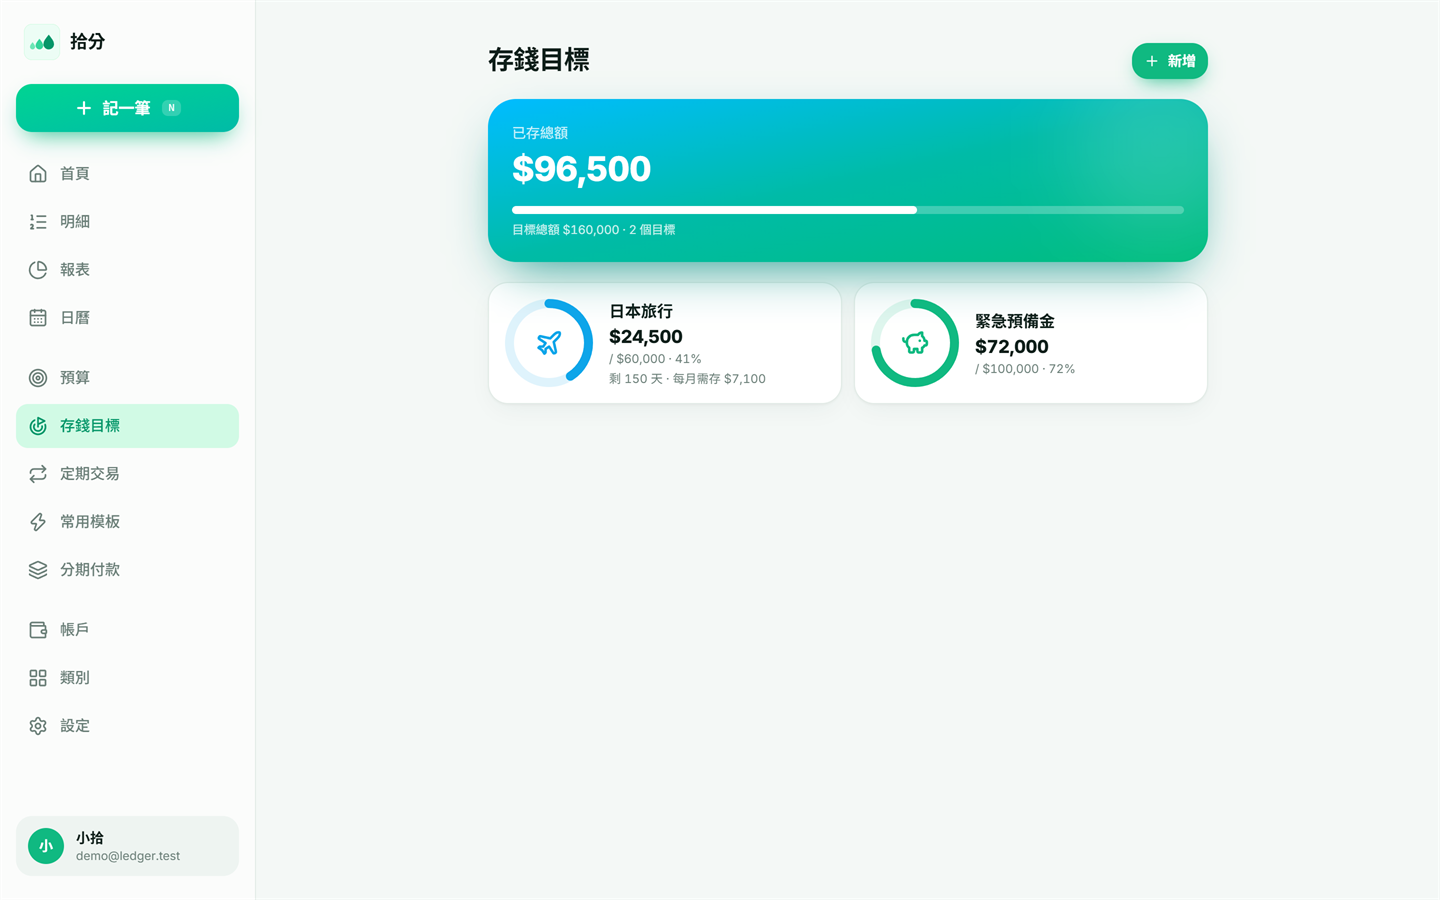 拾分
記一筆 N
首頁
明細
報表
日曆
預算
存錢目標
定期交易
常用模板
分期付款
帳戶
類別
設定
小
小拾
demo@ledger.test
存錢目標
新增
已存總額
$96,500
目標總額 $160,000 · 2 個目標
日本旅行
$24,500
/ $60,000 · 41%
剩 150 天 · 每月需存 $7,100
緊急預備金
$72,000
/ $100,000 · 72%